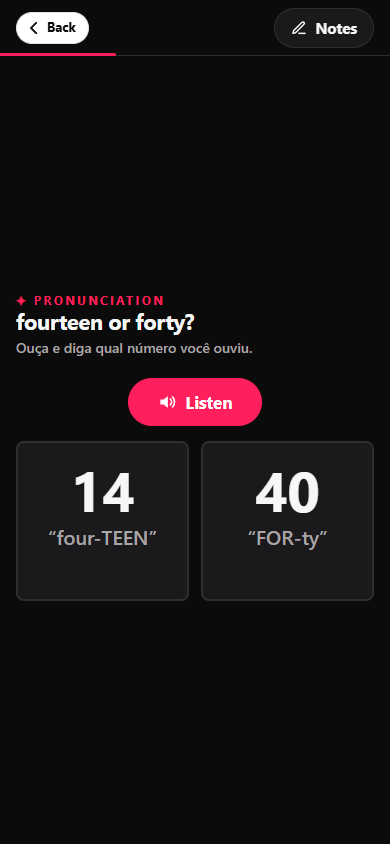 Back
Notes
PRONUNCIATION
fourteen or forty?
Ouça e diga qual número você ouviu.
Listen
14
40
“four-TEEN”
“FOR-ty”